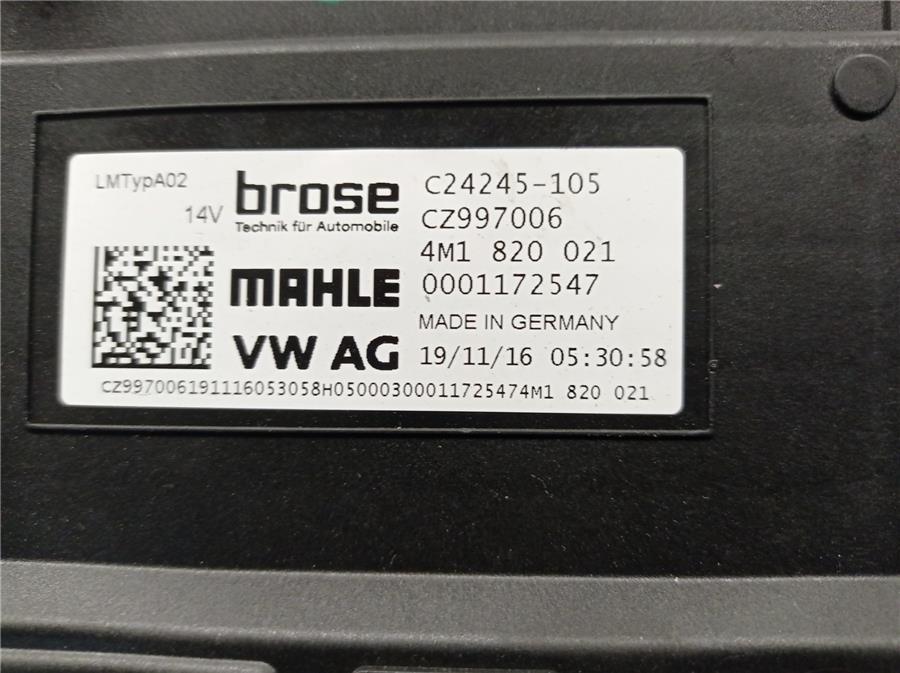 LMTypA02
14V
brose
Technik für Automobile
MAHLE
VW AG
C24245-105
CZ997006
4M1 820 021
0001172547
MADE IN GERMANY
19/11/16 05:30:58
CZ997006191116053058H05000300011725474M1 820 021